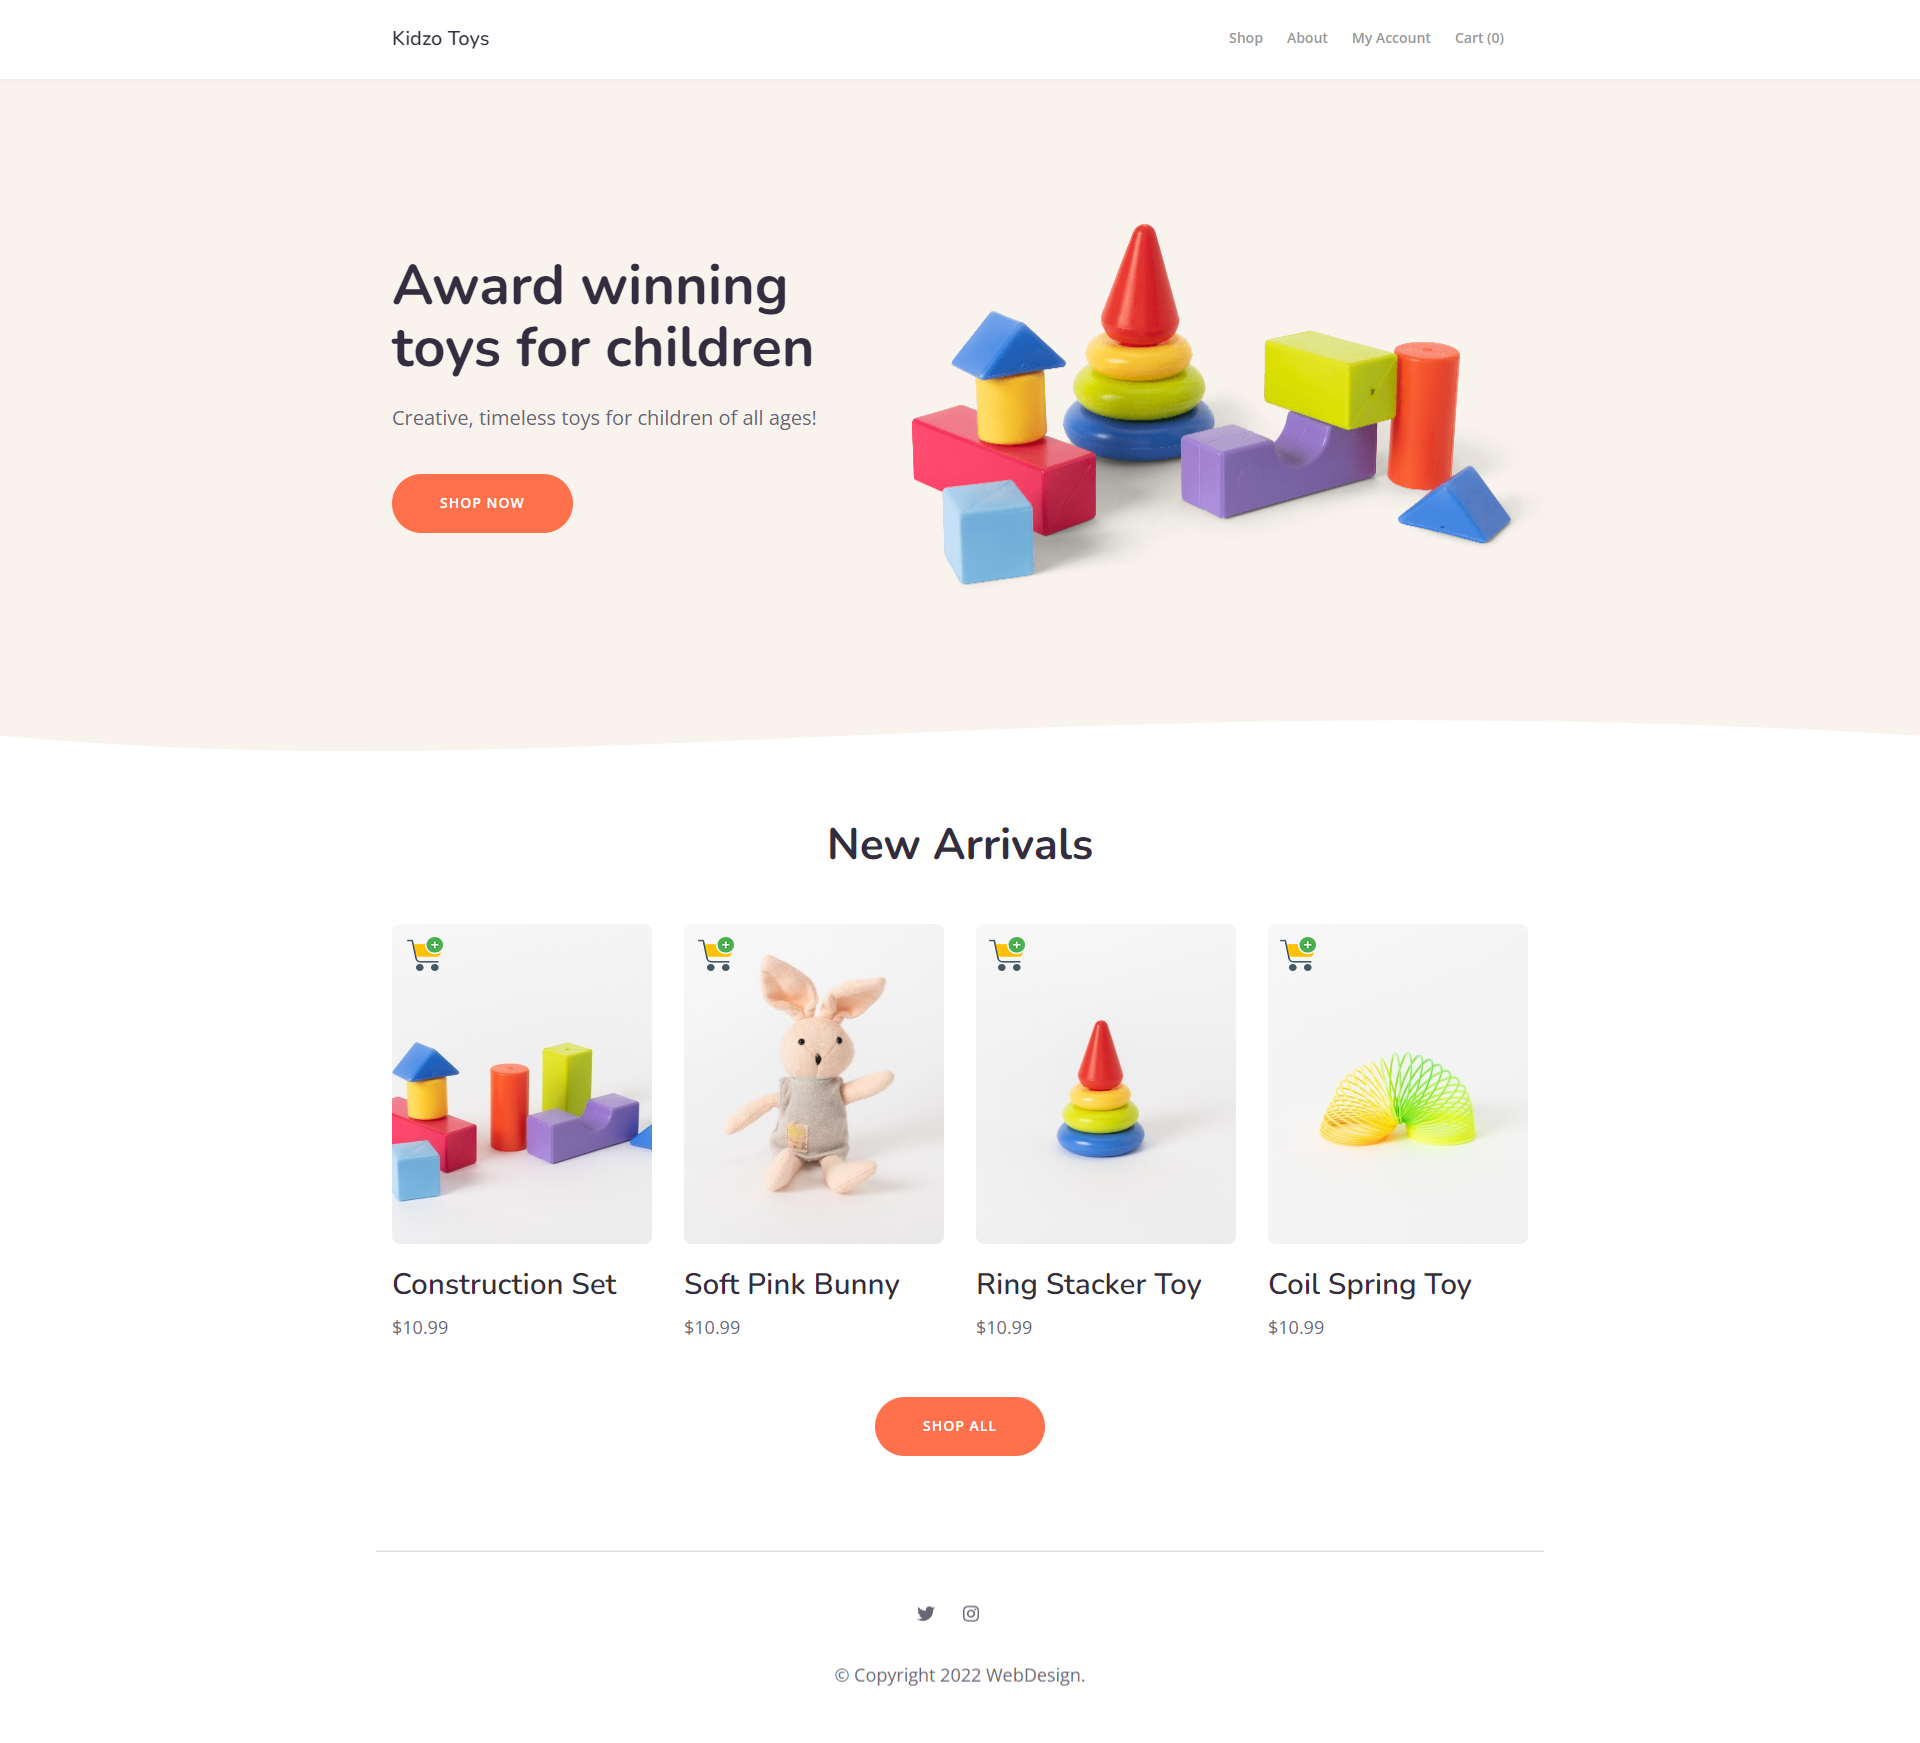 Kidzo Toys
Shop About My Account Cart (0)
Award winning
toys for children
Creative, timeless toys for children of all ages!
SHOP NOW
New Arrivals
Construction Set
$10.99
Soft Pink Bunny
$10.99
Ring Stacker Toy
$10.99
Coil Spring Toy
$10.99
SHOP ALL
© Copyright 2022 WebDesign.